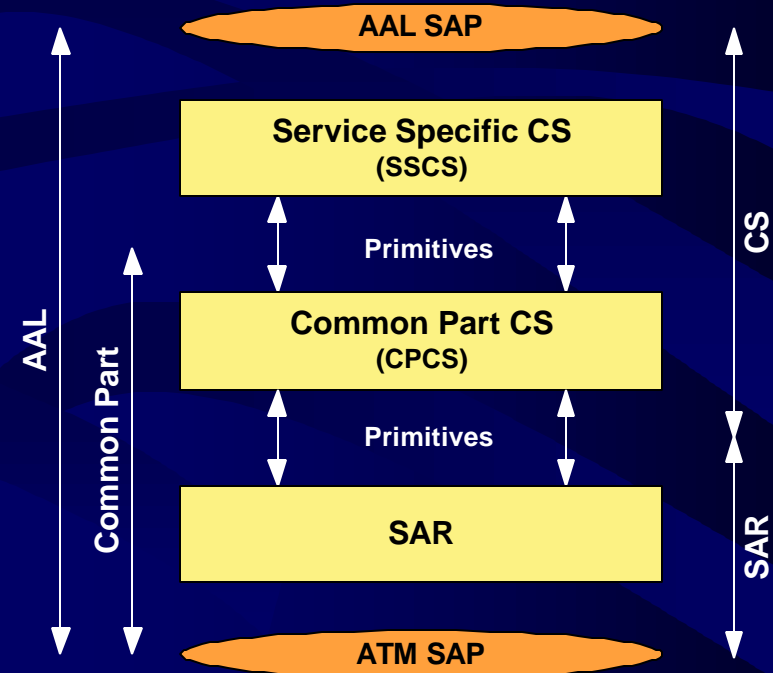 AAL SAP
Service Specific CS
(SSCS)
Primitives
CS
Common Part CS
(CPCS)
AAL
Common Part
Primitives
SAR
SAR
ATM SAP